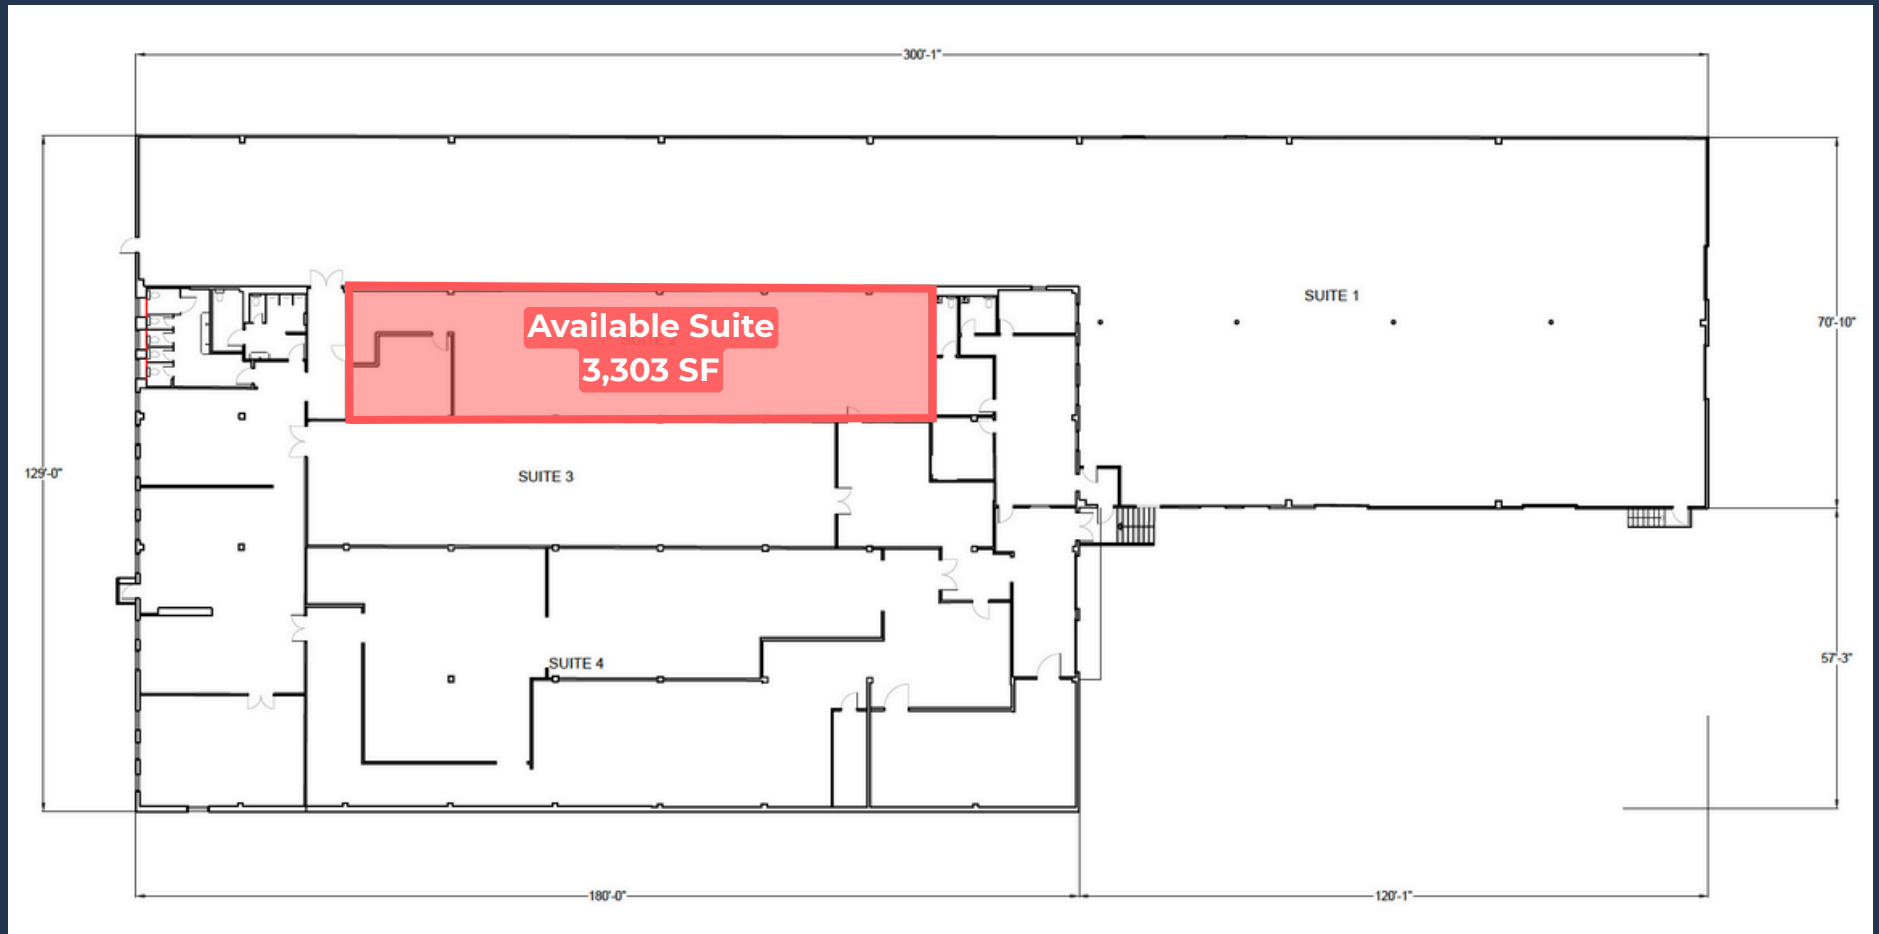 300'-1"
SUITE 1
Available Suite
3,303 SF
70'-10"
129'-0"
SUITE 3
SUITE 4
57'-3"
180'-0"
120'-1"